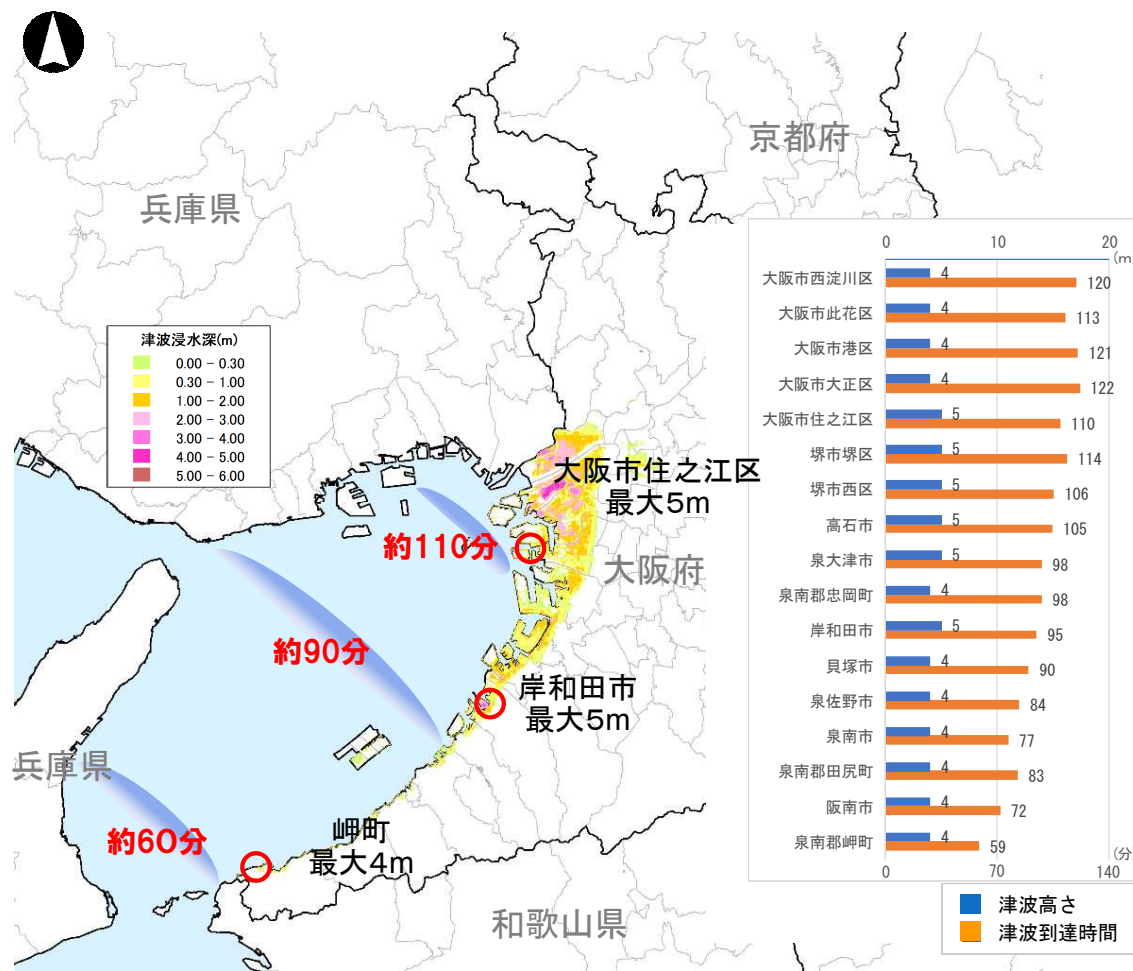 京都府
兵庫県
津波浸水深(m)
0.00 - 0.30
0.30 - 1.00
1.00 - 2.00
2.00 - 3.00
3.00 - 4.00
4.00 - 5.00
5.00 - 6.00
大阪市住之江区
最大5m
約110分
大阪府
約90分
岸和田市
最大5m
兵庫県
約60分
岬町
最大4m
和歌山県
0 10 20
(m
大阪市西淀川区 4 120
大阪市此花区 4 113
大阪市港区 4 121
大阪市大正区 4 122
大阪市住之江区 5 110
堺市堺区 5 114
堺市西区 5 106
高石市 5 105
泉大津市 5 98
泉南郡忠岡町 4 98
岸和田市 5 95
貝塚市 4 90
泉佐野市 4 84
泉南市 4 77
泉南郡田尻町 4 83
阪南市 4 72
泉南郡岬町 4 59
(分
0 70 140
津波高さ
津波到達時間